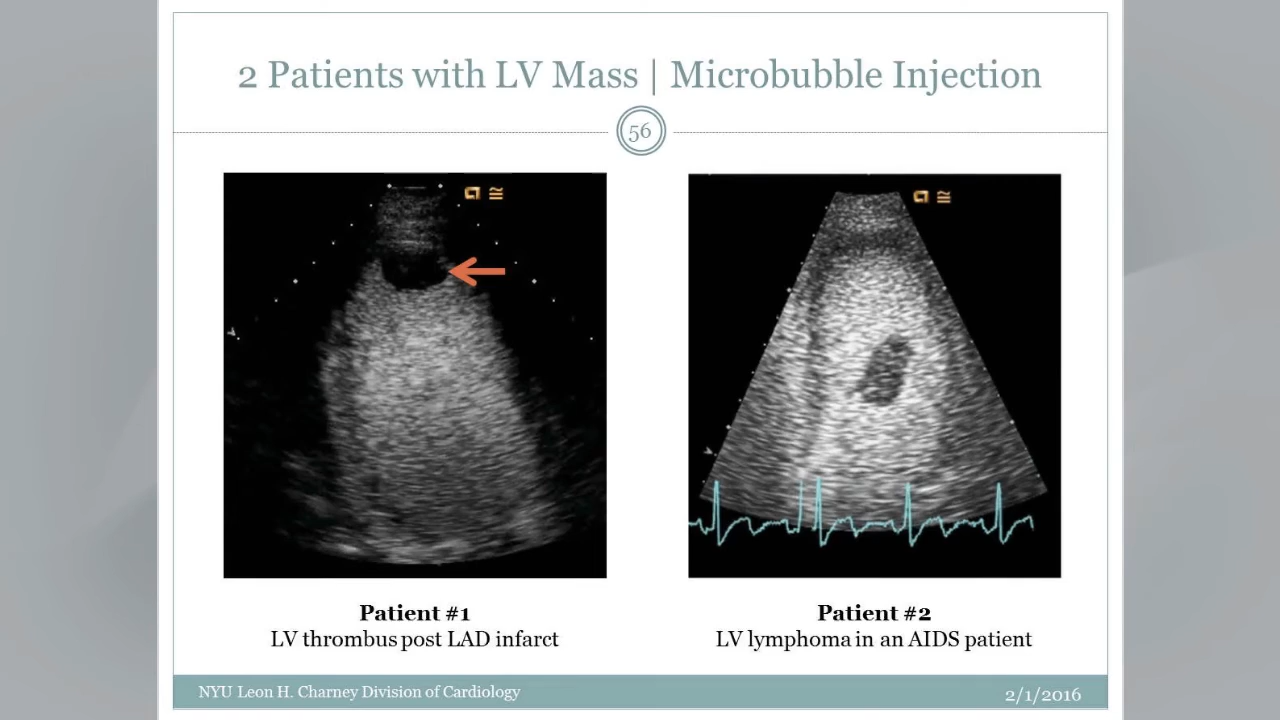 2 Patients with LV Mass | Microbubble Injection
56
Patient #1
LV thrombus post LAD infarct
Patient #2
LV lymphoma in an AIDS patient
NYU Leon H. Charney Division of Cardiology
2/1/2016